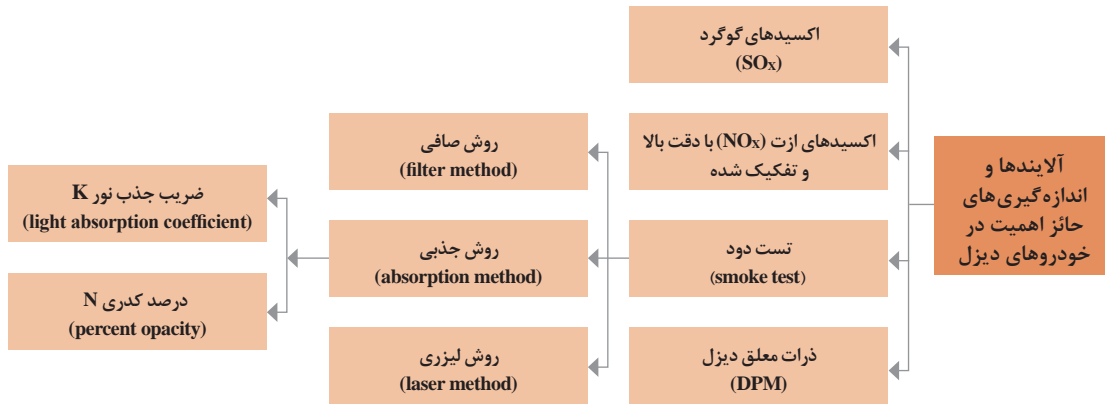 آلایندها و
اندازه‌گیری‌های
حائز اهمیت در
خودروهای دیزل
اکسیدهای گوگرد
(SOx)
اکسیدهای ازت (NOx) با دقت بالا
و تفکیک شده
تست دود
(smoke test)
ذرات معلق دیزل
(DPM)
روش صافی
(filter method)
روش جذبی
(absorption method)
روش لیزری
(laser method)
ضریب جذب نور K
(light absorption coefficient)
درصد کدری N
(percent opacity)